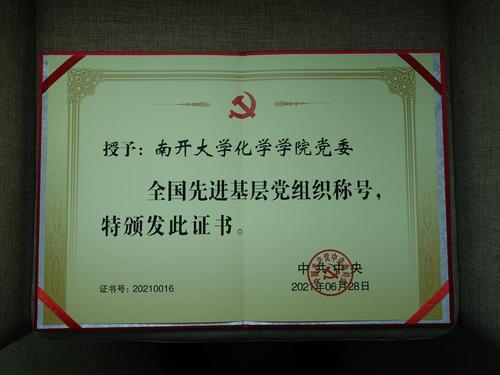 授予：南开大学化学学院党委
全国先进基层党组织称号，
特颁发此证书。
中共中央
证书号：20210016
2021年06月28日